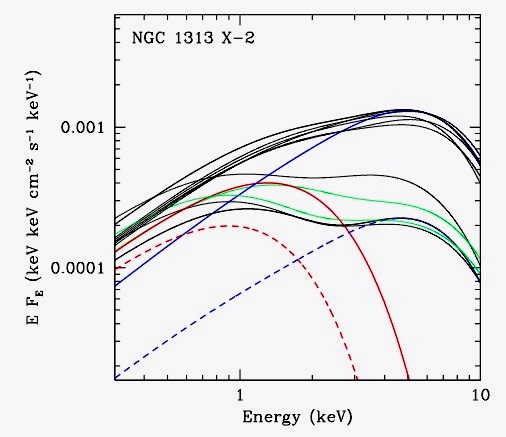 NGC 1313 X-2
E F_E (keV keV cm⁻² s⁻¹ keV⁻¹)
0.001
0.0001
1
10
Energy (keV)